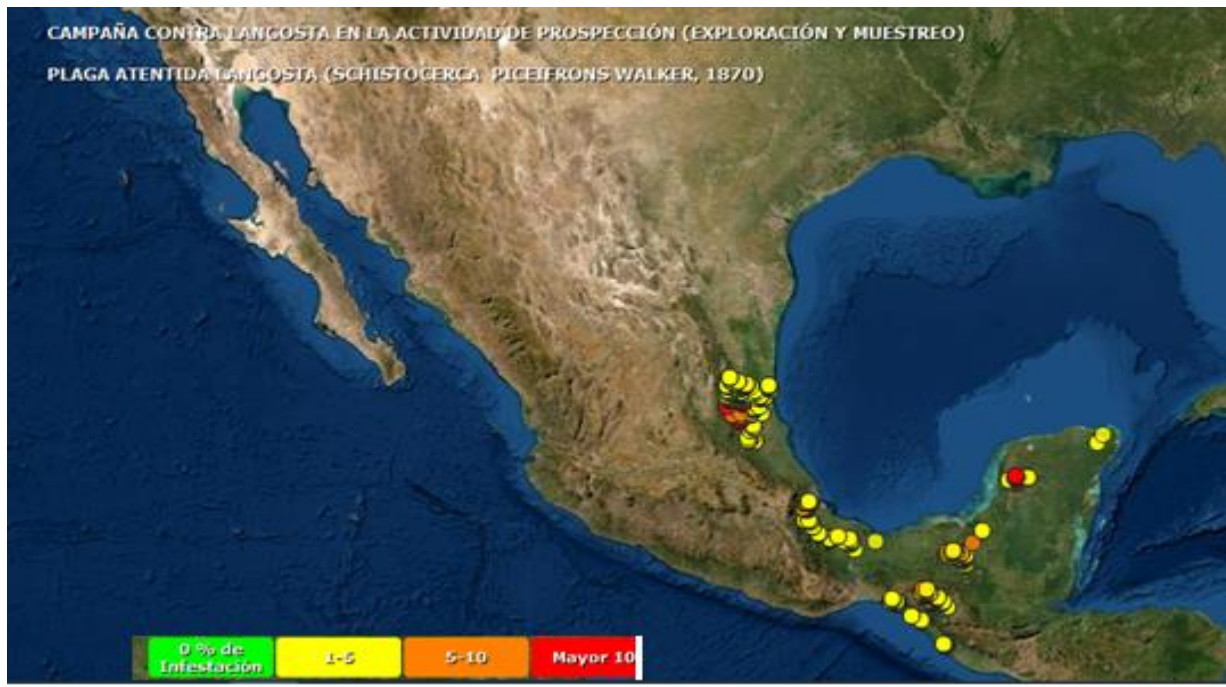 CAMPAÑA CONTRA LANGOSTA EN LA ACTIVIDAD DE PROSPECCIÓN (EXPLORACIÓN Y MUESTREO)
PLAGA ATENTIDA LANGOSTA (SCHISTOCERCA PICEIFRONS WALKER, 1870)
0 % de
Infestación
1-5
5-10
Mayor 10